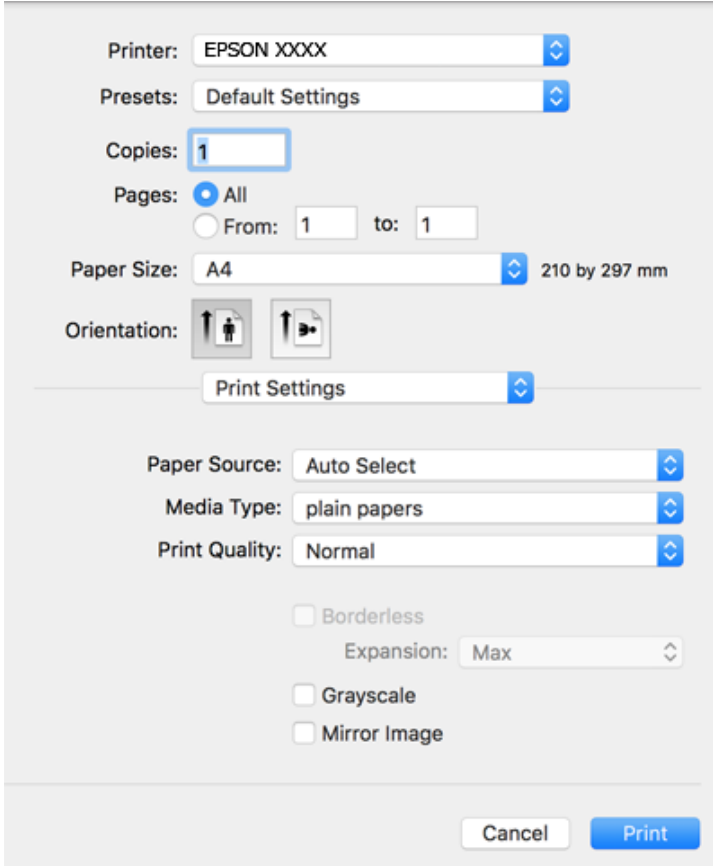 Printer: EPSON XXXX
Presets: Default Settings
Copies: 1
Pages: All
From: 1 to: 1
Paper Size: A4 210 by 297 mm
Orientation:
Print Settings
Paper Source: Auto Select
Media Type: plain papers
Print Quality: Normal
Borderless
Expansion: Max
Grayscale
Mirror Image
Cancel Print